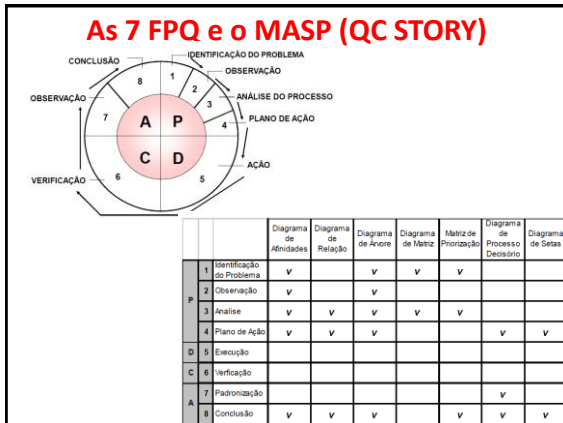 As 7 FPQ e o MASP (QC STORY)
IDENTIFICAÇÃO DO PROBLEMA
CONCLUSÃO
OBSERVAÇÃO
8 1 2
ANÁLISE DO PROCESSO
OBSERVAÇÃO
3
7
A P
PLANO DE AÇÃO
4
C D
AÇÃO
VERIFICAÇÃO
6 5
Diagrama de Afinidades Diagrama de Relação Diagrama de Árvore Diagrama de Matriz Matriz de Priorização Diagrama de Processo Decisório Diagrama de Setas
P 1 Identificação do Problema v v v v
2 Observação v v
3 Analise v v v v v
4 Plano de Ação v v v v v
D 5 Execução
C 6 Verficação
A 7 Padronização v
8 Conclusão v v v v v v